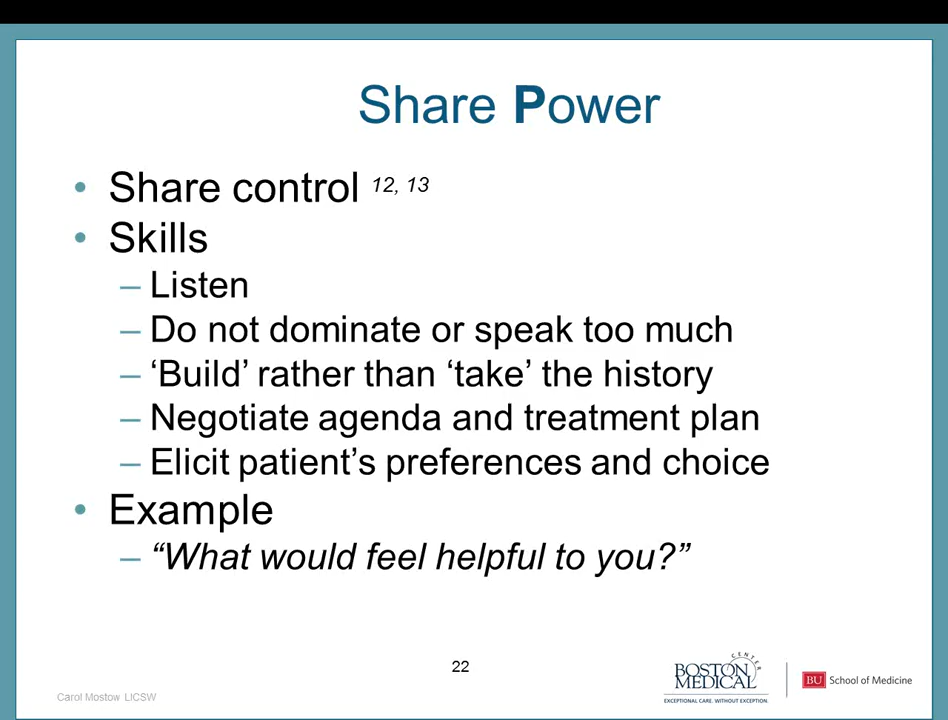 Share Power
• Share control 12, 13
• Skills
– Listen
– Do not dominate or speak too much
– ‘Build’ rather than ‘take’ the history
– Negotiate agenda and treatment plan
– Elicit patient’s preferences and choice
• Example
– “What would feel helpful to you?”
22
Carol Mostow LICSW
BOSTON
MEDICAL
CENTER
EXCEPTIONAL CARE. WITHOUT EXCEPTION
BU School of Medicine